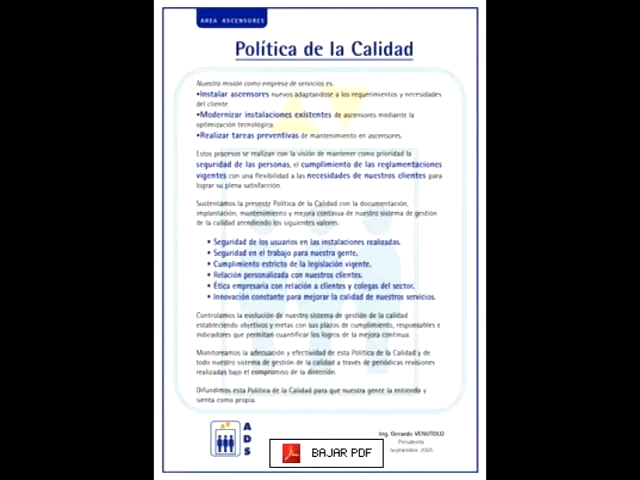 AREA ASCENSORES
Política de la Calidad
Nuestra misión como empresa de servicios es:
•Instalar ascensores nuevos adaptandose a los requerimientos y necesidades
del cliente.
•Modernizar instalaciones existentes de ascensores mediante la
optimización tecnológica.
•Realizar tareas preventivas de mantenimiento en ascensores.
Estos procesos se realizan con la visión de mantener como prioridad la
seguridad de las personas, el cumplimiento de las reglamentaciones
vigentes con una flexibilidad a las necesidades de nuestros clientes para
lograr su plena satisfacción.
Sustentamos la presente Política de la Calidad con la documentación,
implantación, mantenimiento y mejora continua de nuestro sistema de gestión
de la calidad atendiendo los siguientes valores.
• Seguridad de los usuarios en las instalaciones realizadas.
• Seguridad en el trabajo para nuestra gente.
• Cumplimiento estricto de la legislación vigente.
• Relación personalizada con nuestros clientes.
• Ética empresaria con relación a clientes y colegas del sector.
• Innovación constante para mejorar la calidad de nuestros servicios.
Controlamos la evolución de nuestro sistema de gestión de la calidad
estableciendo objetivos y metas con sus plazos de cumplimiento, responsables e
indicadores que permitan cuantificar los logros de la mejora continua.
Monitoreamos la adecuación y efectividad de esta Política de la Calidad y de
todo nuestro sistema de gestión de la calidad a través de periódicas revisiones
realizadas bajo el compromiso de la dirección.
Difundimos esta Política de la Calidad para que nuestra gente la entienda y
sienta como propia.
ADS
Ing. Gerardo VENUTOLO
Presidente
Septiembre 2005
BAJAR PDF